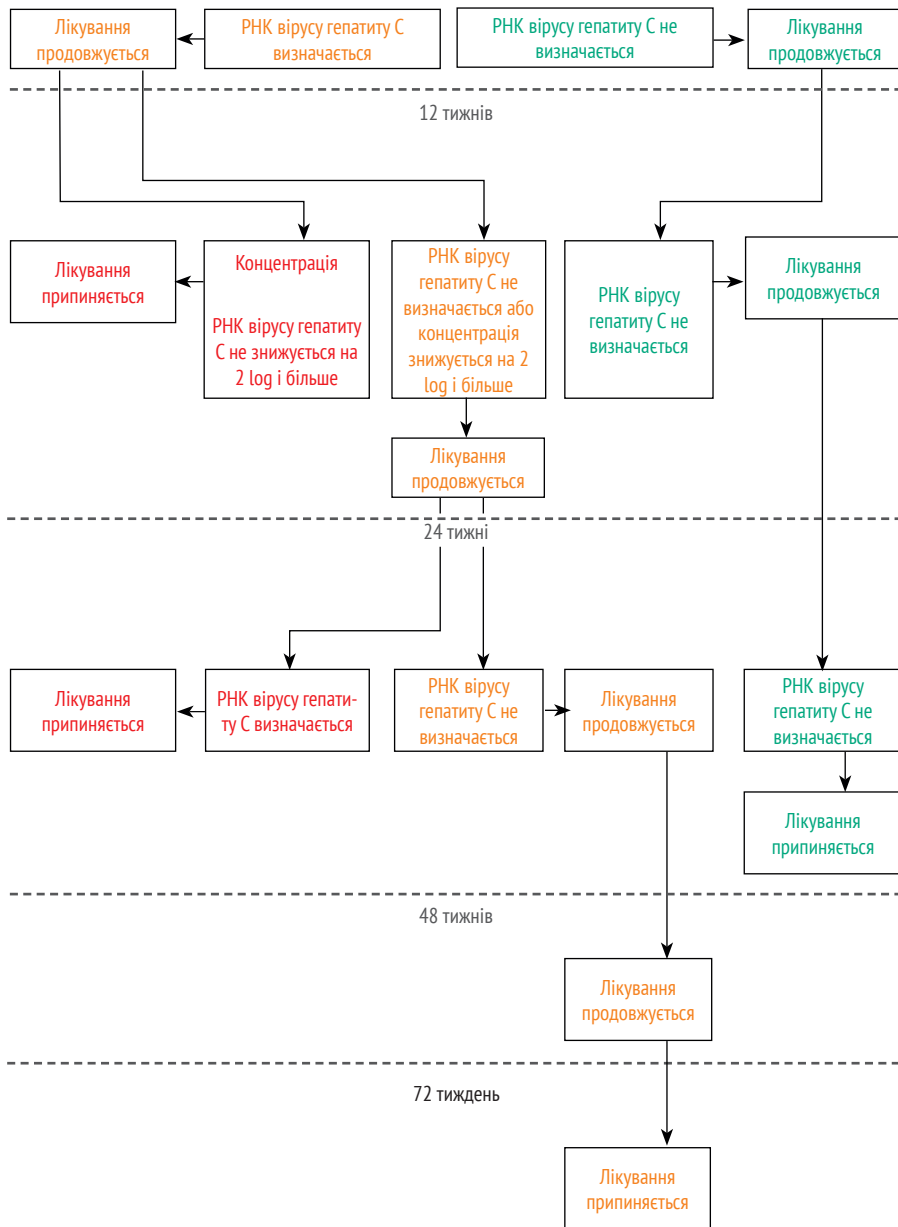 Лікування
продовжується
РНК вірусу гепатиту С
визначається
РНК вірусу гепатиту С не
визначається
Лікування
продовжується
12 тижнів
Лікування
припиняється
Концентрація
РНК вірусу гепатиту
С не знижується на
2 log і більше
РНК вірусу
гепатиту С не
визначається або
концентрація
знижується на 2
log і більше
РНК вірусу
гепатиту С не
визначається
Лікування
продовжується
Лікування
продовжується
24 тижні
Лікування
припиняється
РНК вірусу гепати-
ту С визначається
РНК вірусу
гепатиту С не
визначається
Лікування
продовжується
РНК вірусу
гепатиту С не
визначається
Лікування
припиняється
48 тижнів
Лікування
продовжується
72 тиждень
Лікування
припиняється